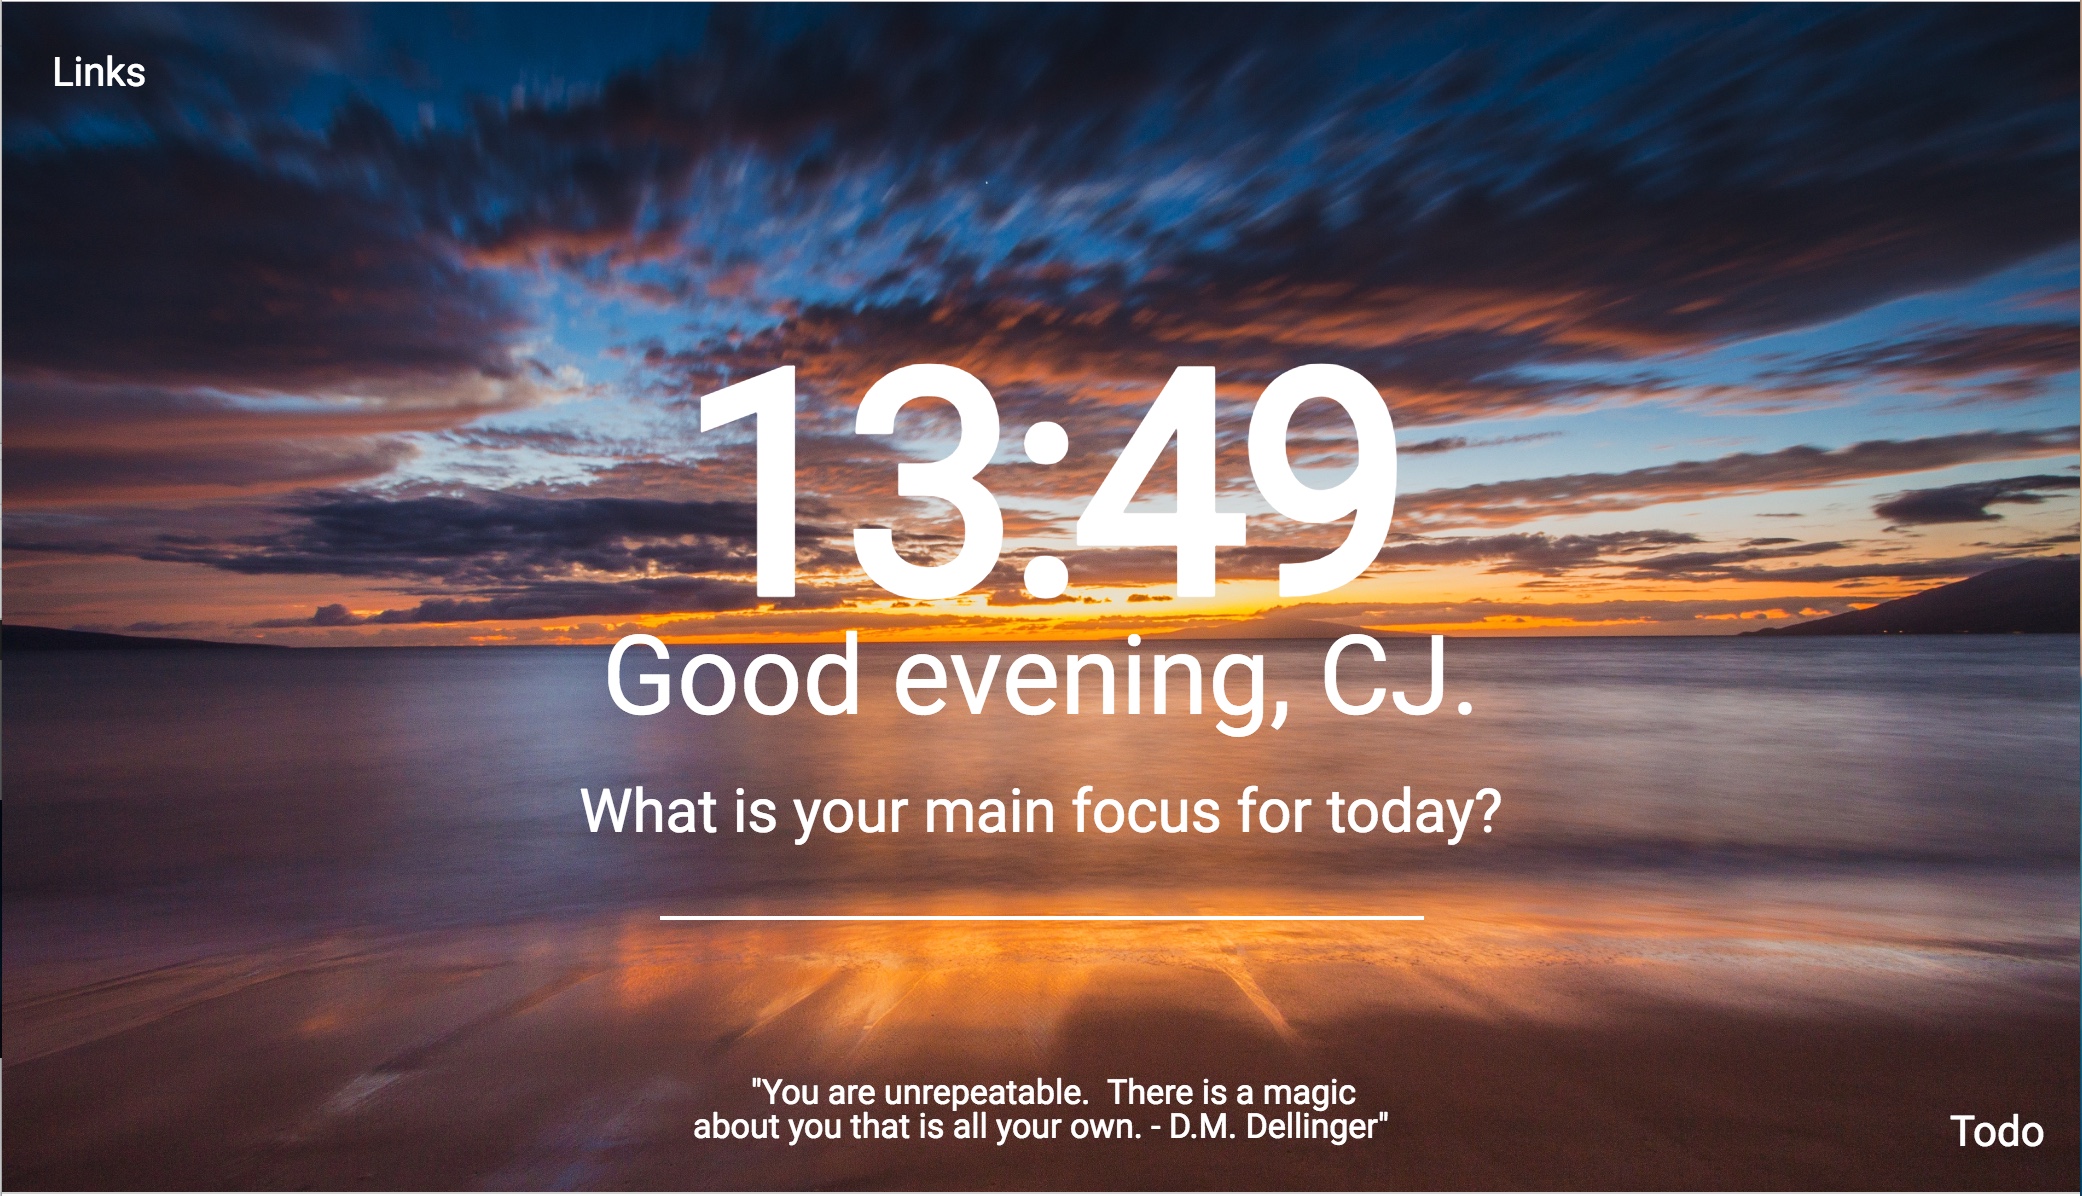 Links
13:49
Good evening, CJ.
What is your main focus for today?
"You are unrepeatable.  There is a magic
about you that is all your own. - D.M. Dellinger"
Todo